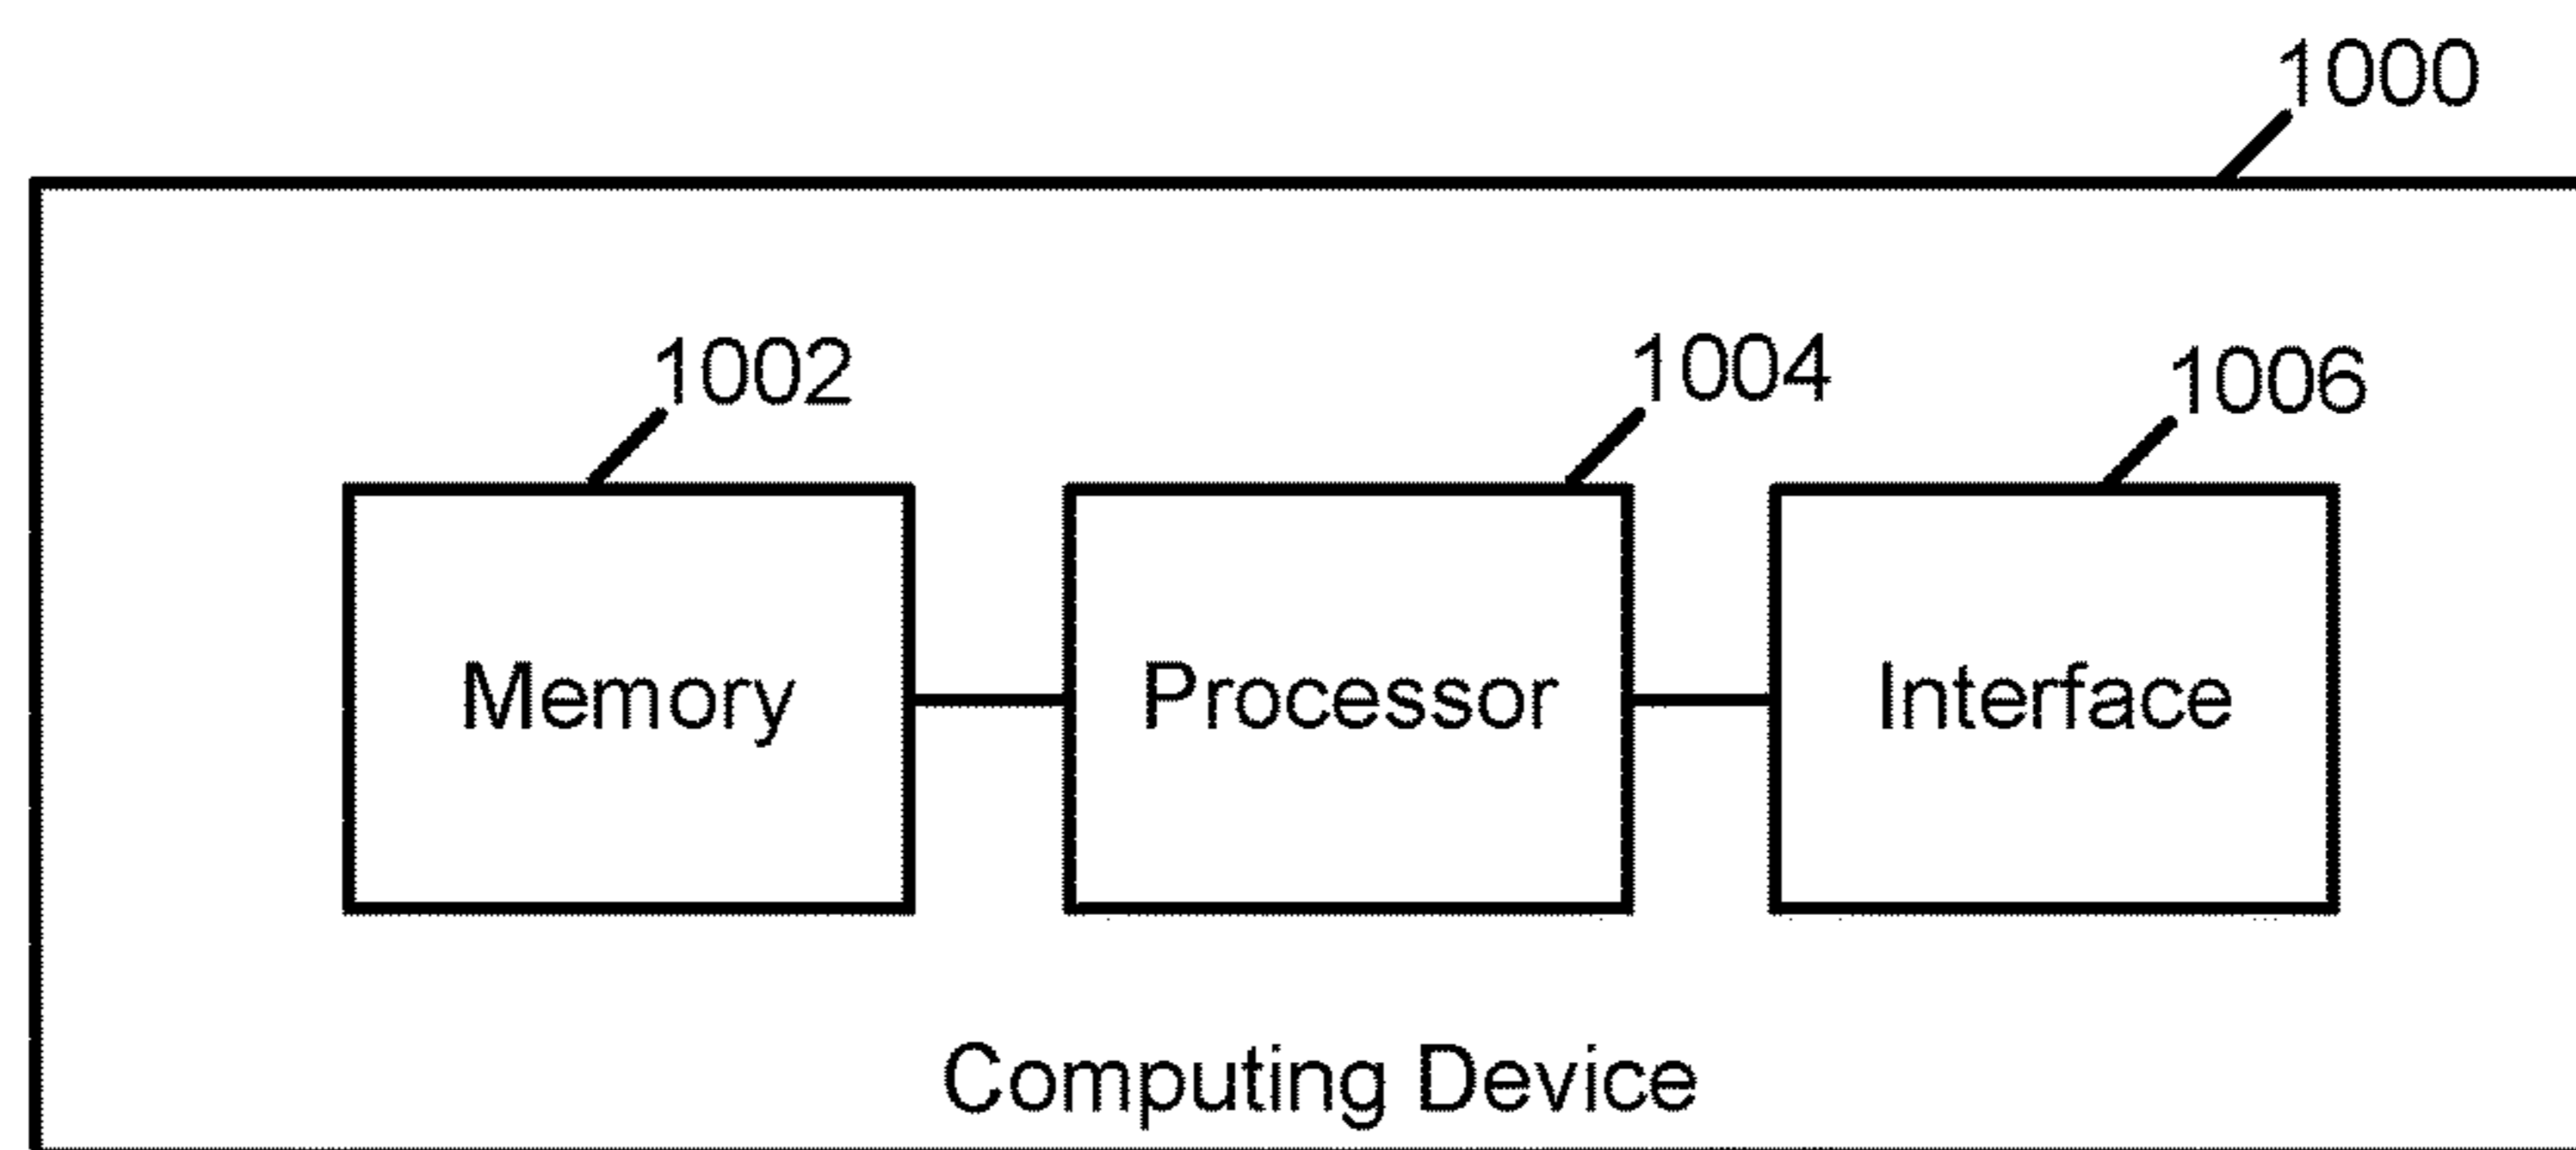 1000
1002
1004
1006
Memory
Processor
Interface
Computing Device